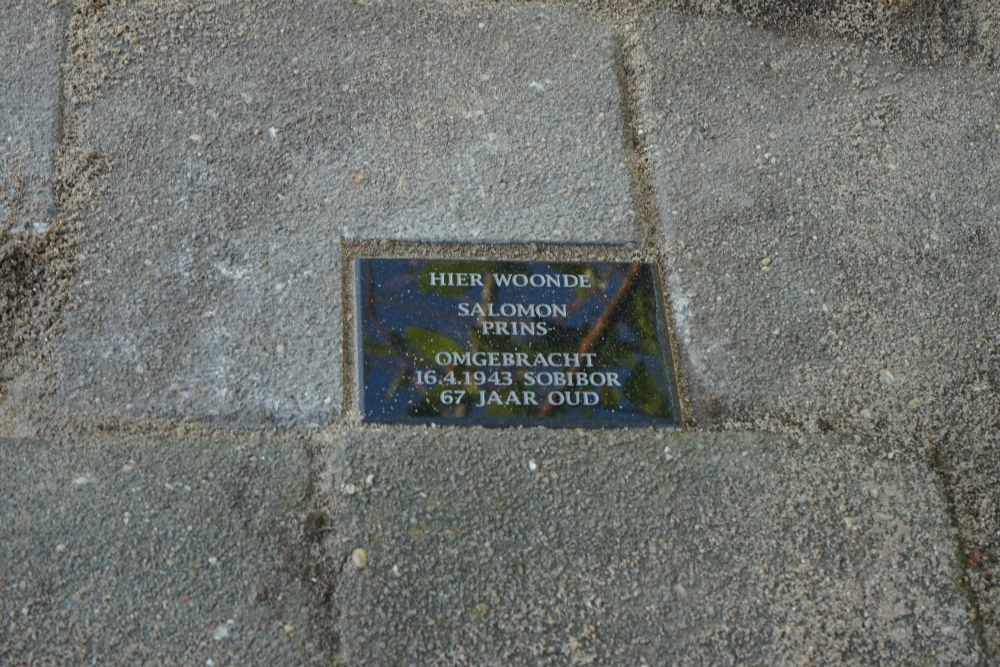 HIER WOONDE
SALOMON
PRINS
OMGEBRACHT
16.4.1943 SOBIBOR
67 JAAR OUD